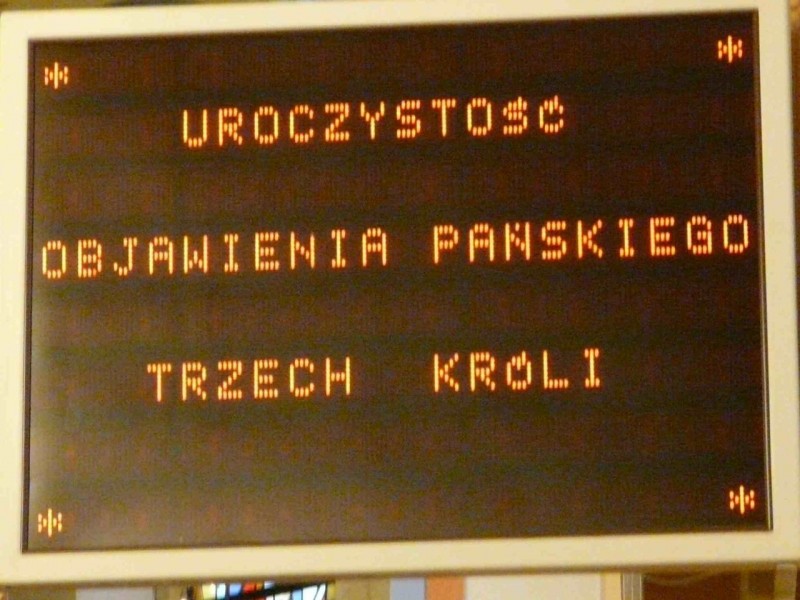 * *
UROCZYSTOŚĆ
OBJAWIENIA PAŃSKIEGO
TRZECH KRÓLI
* *